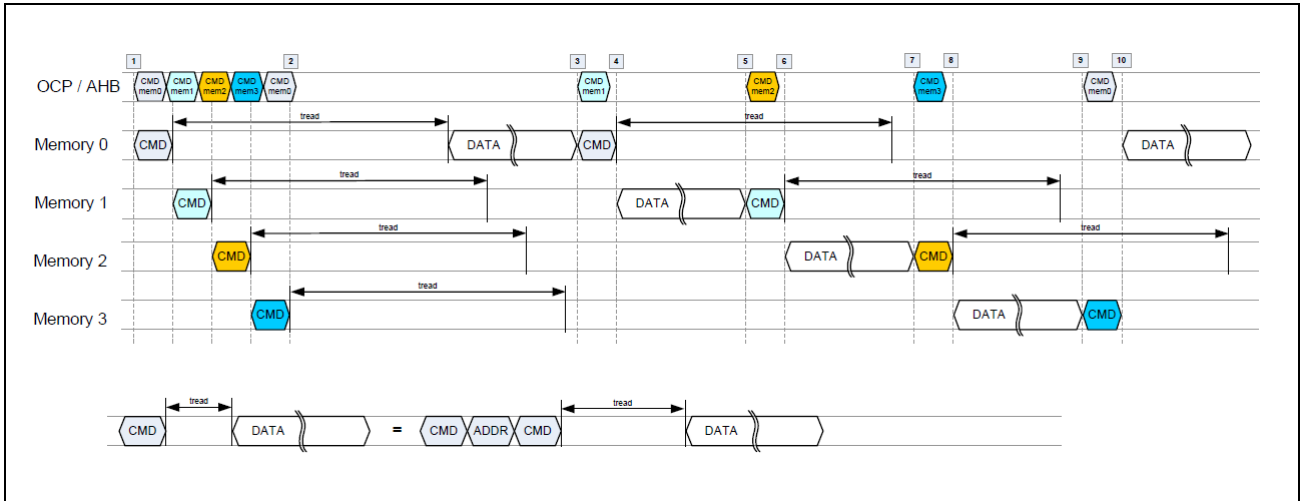 1 2 3 4 5 6 7 8 9 10
OCP / AHB CMD mem0 CMD mem1 CMD mem2 CMD mem3 CMD mem0 CMD mem1 CMD mem2 CMD mem3 CMD mem0
tread tread
Memory 0 CMD DATA CMD DATA
tread tread
Memory 1 CMD DATA CMD
tread tread
Memory 2 CMD DATA CMD
tread
Memory 3 CMD DATA CMD
tread tread
CMD DATA = CMD ADDR CMD DATA